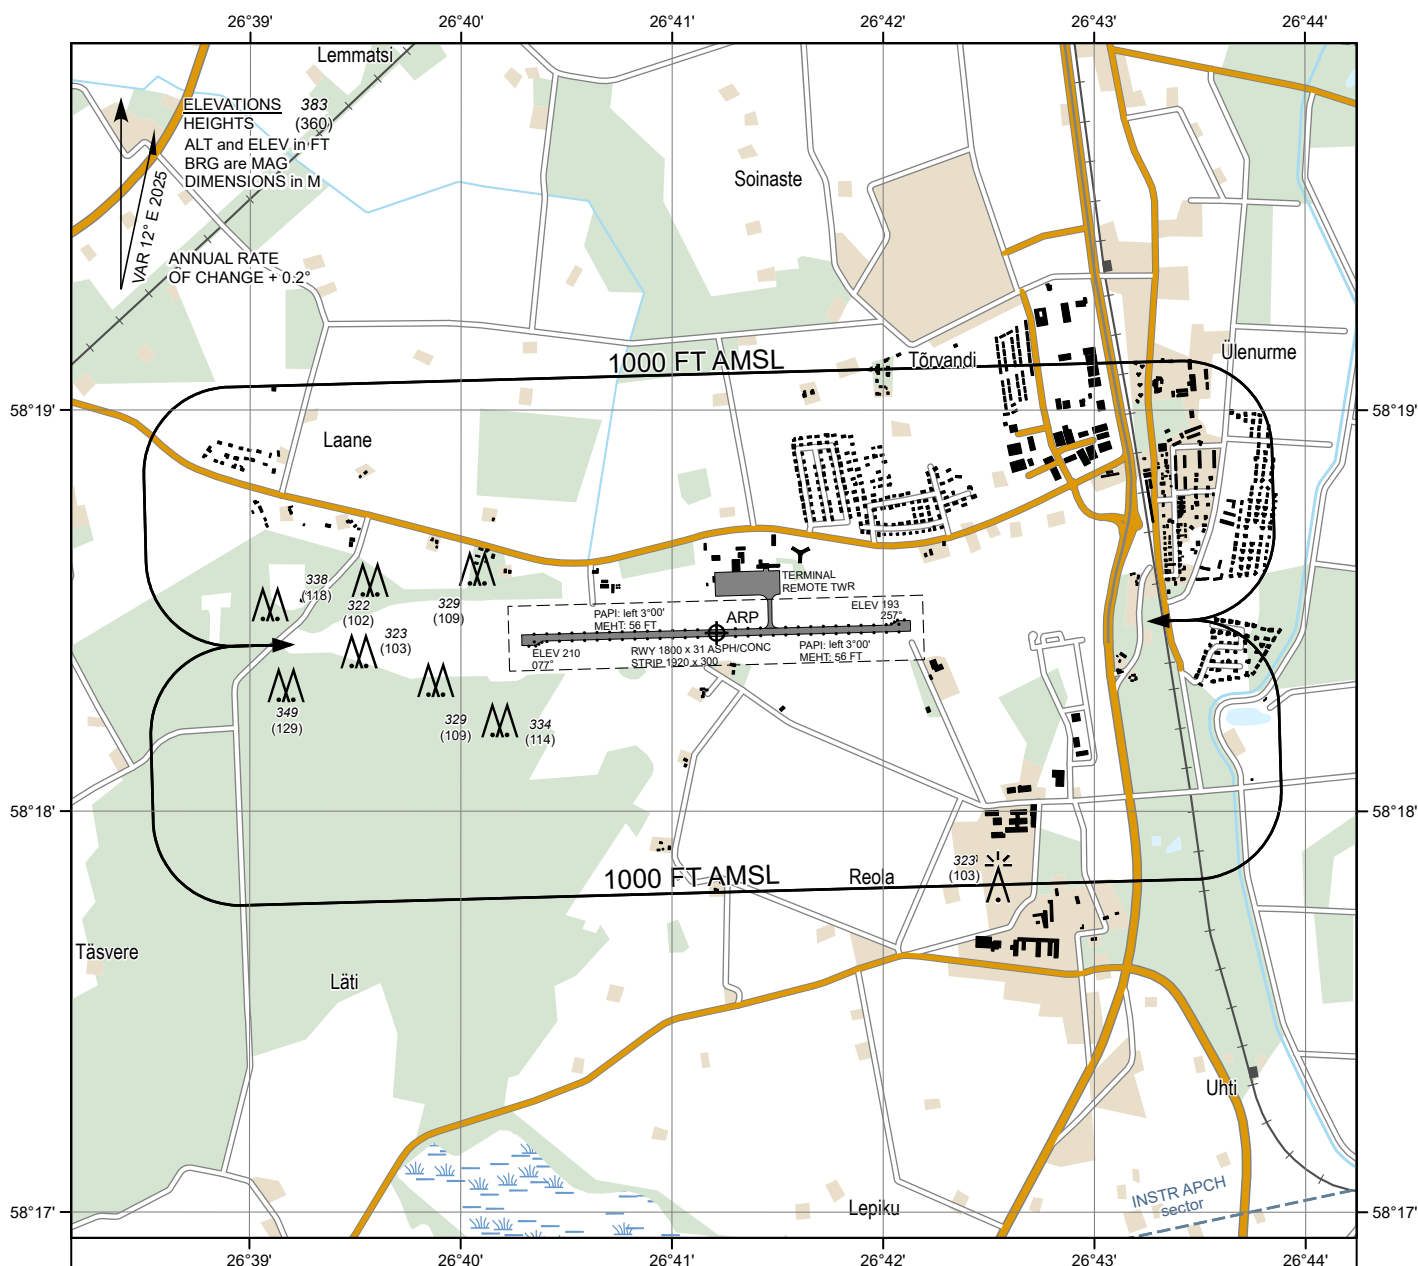 26°39' 26°40' 26°41' 26°42' 26°43' 26°44'
Lemmatsi
ELEVATIONS 383
HEIGHTS (360)
ALT and ELEV in FT
BRG are MAG
DIMENSIONS in M
VAR 12° E 2025
ANNUAL RATE
OF CHANGE + 0.2°
Soinaste
1000 FT AMSL
Tõrvandi
Ülenurme
58°19' 58°19'
Laane
338
(118)
322
(102)
329
(109)
323
(103)
349
(129)
329
(109)
334
(114)
TERMINAL
REMOTE TWR
PAPI: left 3°00'
MEHT: 56 FT
ARP
ELEV 193
257°
ELEV 210
077°
RWY 1800 x 31 ASPH/CONC
STRIP 1920 x 300
PAPI: left 3°00'
MEHT: 56 FT
58°18' 58°18'
1000 FT AMSL
Reola
323
(103)
Täsvere
Läti
Uhti
Lepiku
INSTR APCH
sector
58°17' 58°17'
26°39' 26°40' 26°41' 26°42' 26°43' 26°44'